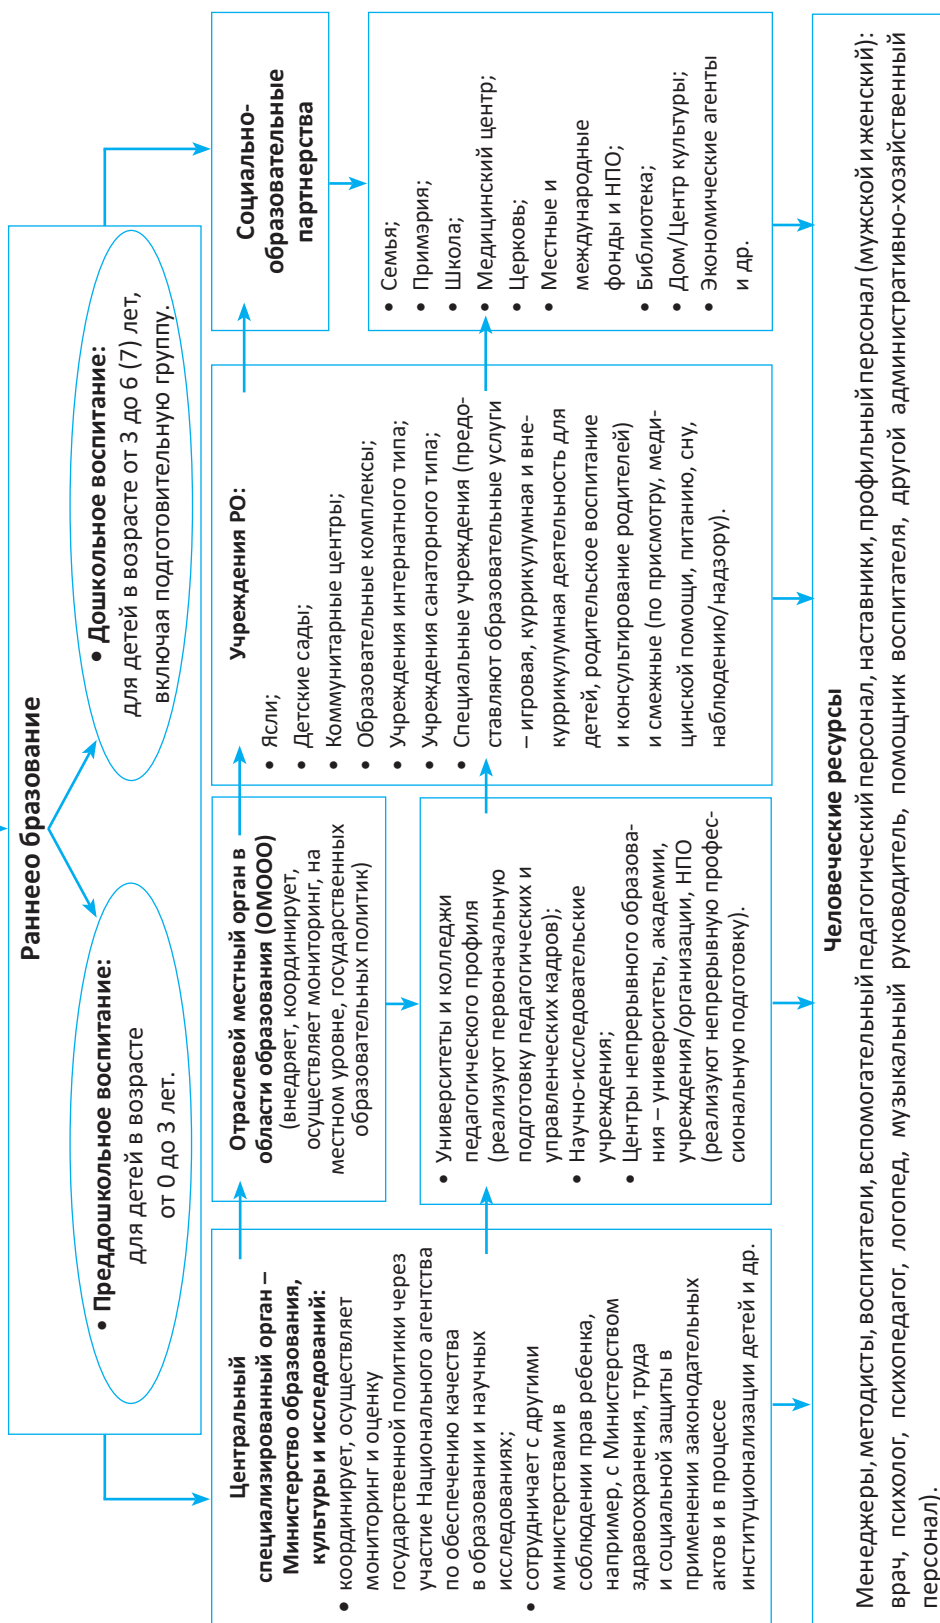 Раннеео бразование
• Преддошкольное воспитание:
для детей в возрасте
от 0 до 3 лет.
• Дошкольное воспитание:
для детей в возрасте от 3 до 6 (7) лет,
включая подготовительную группу.
Центральный
специализированный орган –
Министерство образования,
культуры и исследований:
• координирует, осуществляет
мониторинг и оценку
государственной политики через
участие Национального агентства
по обеспечению качества
в образовании и научных
исследованиях;
• сотрудничает с другими
министерствами в
соблюдении прав ребенка,
например, с Министерством
здравоохранения, труда
и социальной защиты в
применении законодательных
актов и в процессе
институционализации детей и др.
Отраслевой местный орган в
области образования (ОМООО)
(внедряет, координирует,
осуществляет мониторинг, на
местном уровне, государственных
образовательных политик)
• Университеты и колледжи
педагогического профиля
(реализуют первоначальную
подготовку педагогических и
управленческих кадров);
• Научно-исследовательские
учреждения;
• Центры непрерывного образова-
ния – университеты, академии,
учреждения/организации, НПО
(реализуют непрерывную профес-
сиональную подготовку).
Учреждения РО:
• Ясли;
• Детские сады;
• Коммунитарные центры;
• Образовательные комплексы;
• Учреждения интернатного типа;
• Учреждения санаторного типа;
• Специальные учреждения (предо-
ставляют образовательные услуги
– игровая, куррикулумная и вне-
куррикулумная деятельность для
детей, родительское воспитание
и консультирование родителей)
и смежные (по присмотру, меди-
цинской помощи, питанию, сну,
наблюдению/надзору).
Социально-
образовательные
партнерства
• Семья;
• Примэрия;
• Школа;
• Медицинский центр;
• Церковь;
• Местные и
международные
фонды и НПО;
• Библиотека;
• Дом/Центр культуры;
• Экономические агенты
и др.
Человеческие ресурсы
Менеджеры, методисты, воспитатели, вспомогательный педагогический персонал, наставники, профильный персонал (мужской и женский):
врач, психолог, психопедагог, логопед, музыкальный руководитель, помощник воспитателя, другой административно-хозяйственный
персонал).